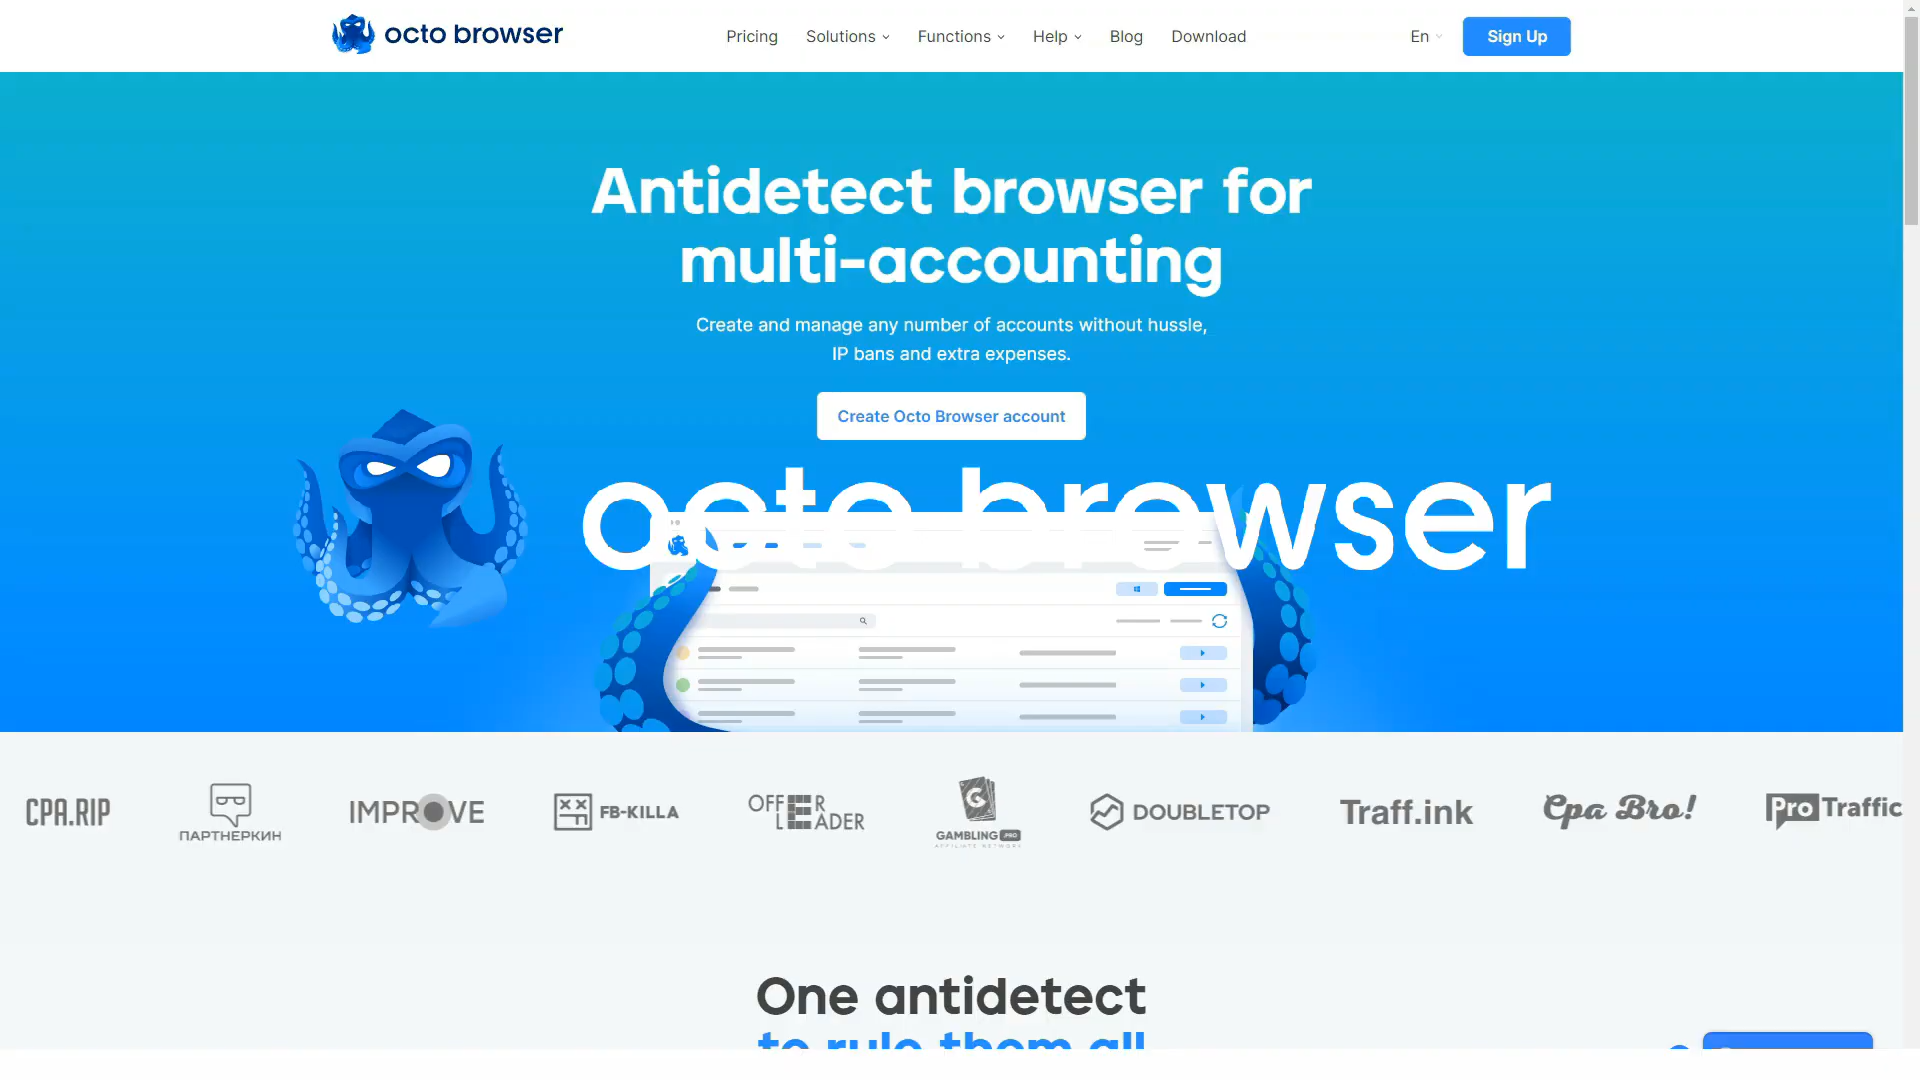 octo browser
Pricing
Solutions
Functions
Help
Blog
Download
En
Sign Up
Antidetect browser for
multi-accounting
Create and manage any number of accounts without hussle,
IP bans and extra expenses.
Create Octo Browser account
octo browser
CPA.RIP
ПАРТНЕРКИН
IMPROVE
FB-KILLA
OFFER
LEADER
G
GAMBLING.PRO
AFFILIATE NETWORK
DOUBLETOP
Traff.ink
Cpa Bro!
ProTraffic
One antidetect
to rule them all